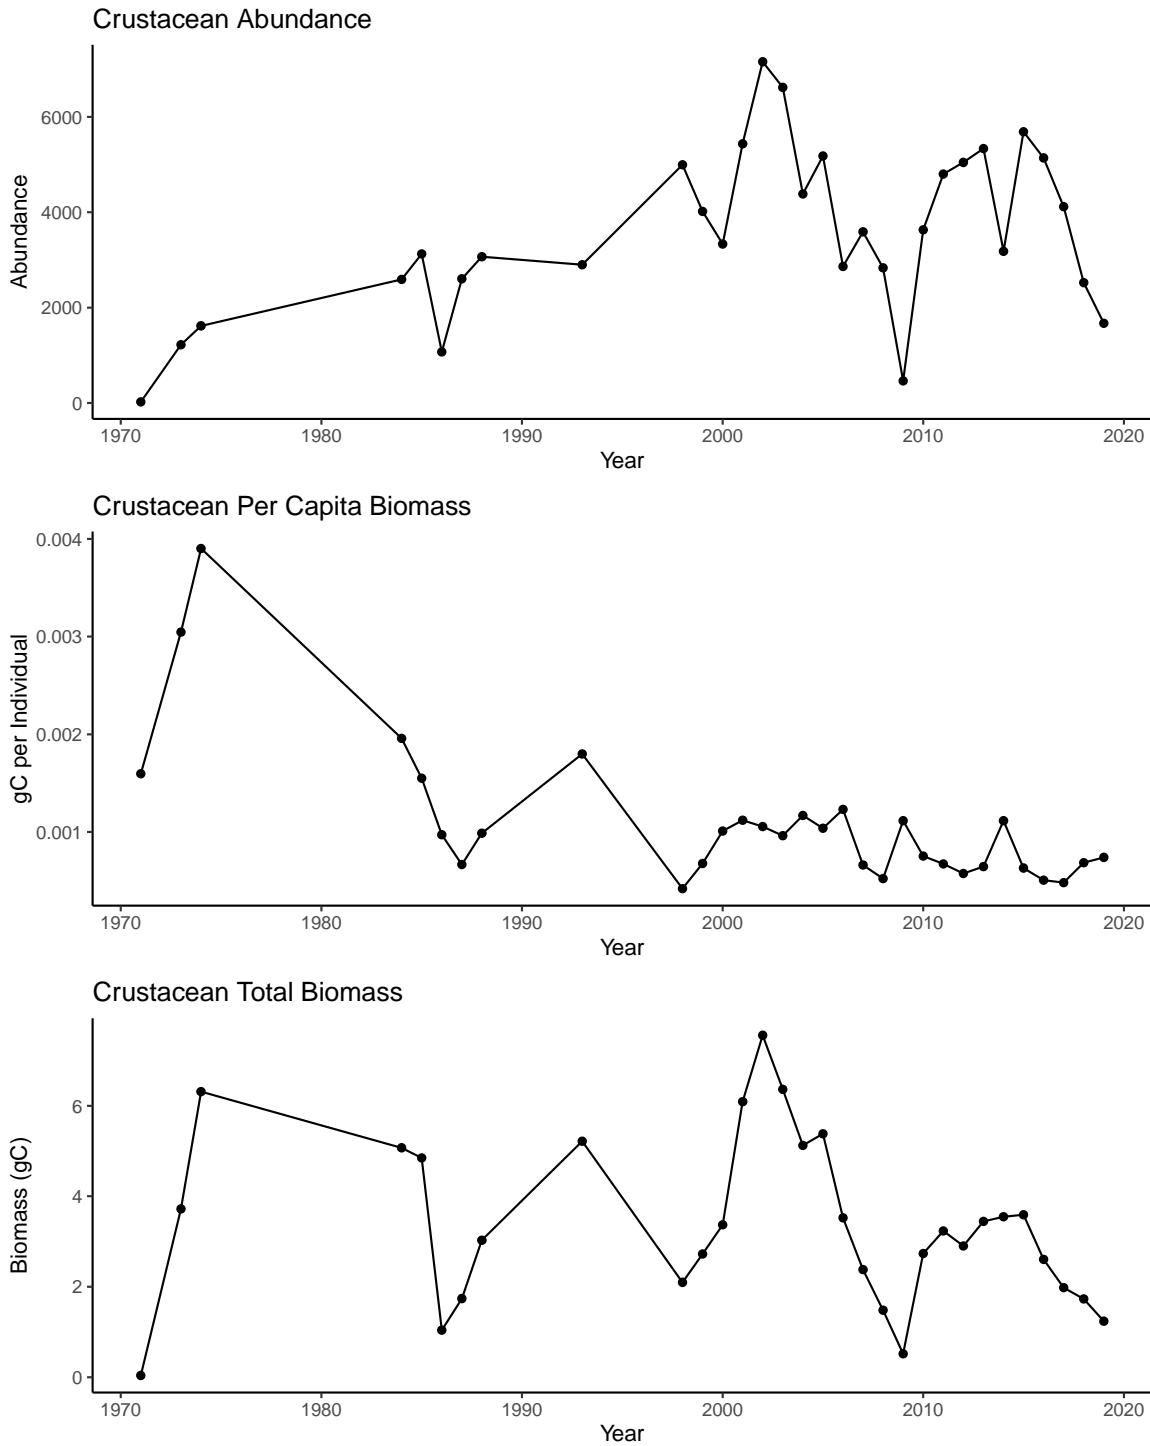 Crustacean Abundance
6000
4000
2000
0
Abundance
1970 1980 1990 2000 2010 2020
Year
Crustacean Per Capita Biomass
0.004
0.003
0.002
0.001
gC per Individual
1970 1980 1990 2000 2010 2020
Year
Crustacean Total Biomass
6
4
2
0
Biomass (gC)
1970 1980 1990 2000 2010 2020
Year